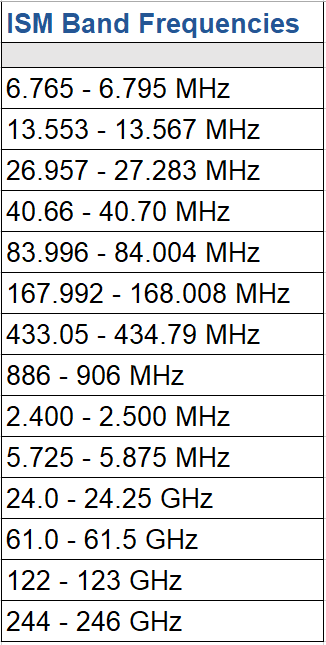 ISM Band Frequencies
6.765 - 6.795 MHz
13.553 - 13.567 MHz
26.957 - 27.283 MHz
40.66 - 40.70 MHz
83.996 - 84.004 MHz
167.992 - 168.008 MHz
433.05 - 434.79 MHz
886 - 906 MHz
2.400 - 2.500 MHz
5.725 - 5.875 MHz
24.0 - 24.25 GHz
61.0 - 61.5 GHz
122 - 123 GHz
244 - 246 GHz